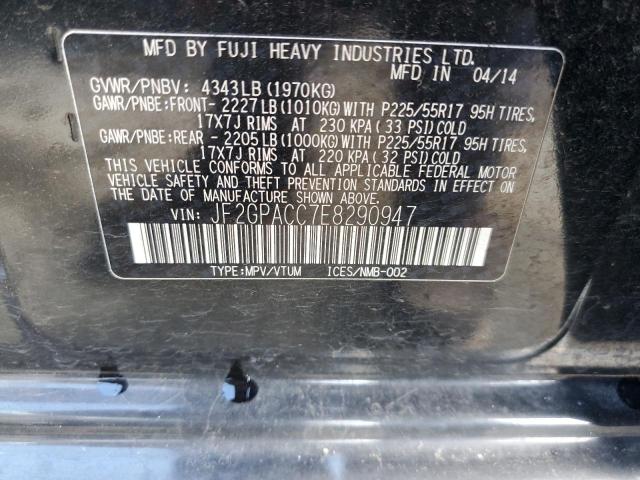 MFD BY FUJI HEAVY INDUSTRIES LTD.
MFD IN 04/14
GVWR/PNBV: 4343LB(1970KG)
GAWR/PNBE:FRONT- 2227LB(1010KG)WITH P225/55R17 95H TIRES,
17X7J RIMS AT 230 KPA(33 PSI)COLD
GAWR/PNBE:REAR - 2205LB(1000KG)WITH P225/55R17 95H TIRES,
17X7J RIMS AT 220 KPA(32 PSI)COLD
THIS VEHICLE CONFORMS TO ALL APPLICABLE FEDERAL MOTOR
VEHICLE SAFETY AND THEFT PREVENTION STANDARDS IN EFFECT ON
THE DATE OF MANUFACTURE SHOWN ABOVE.
VIN: JF2GPACC7E8290947
TYPE:MPV/VTUM ICES/NMB-002